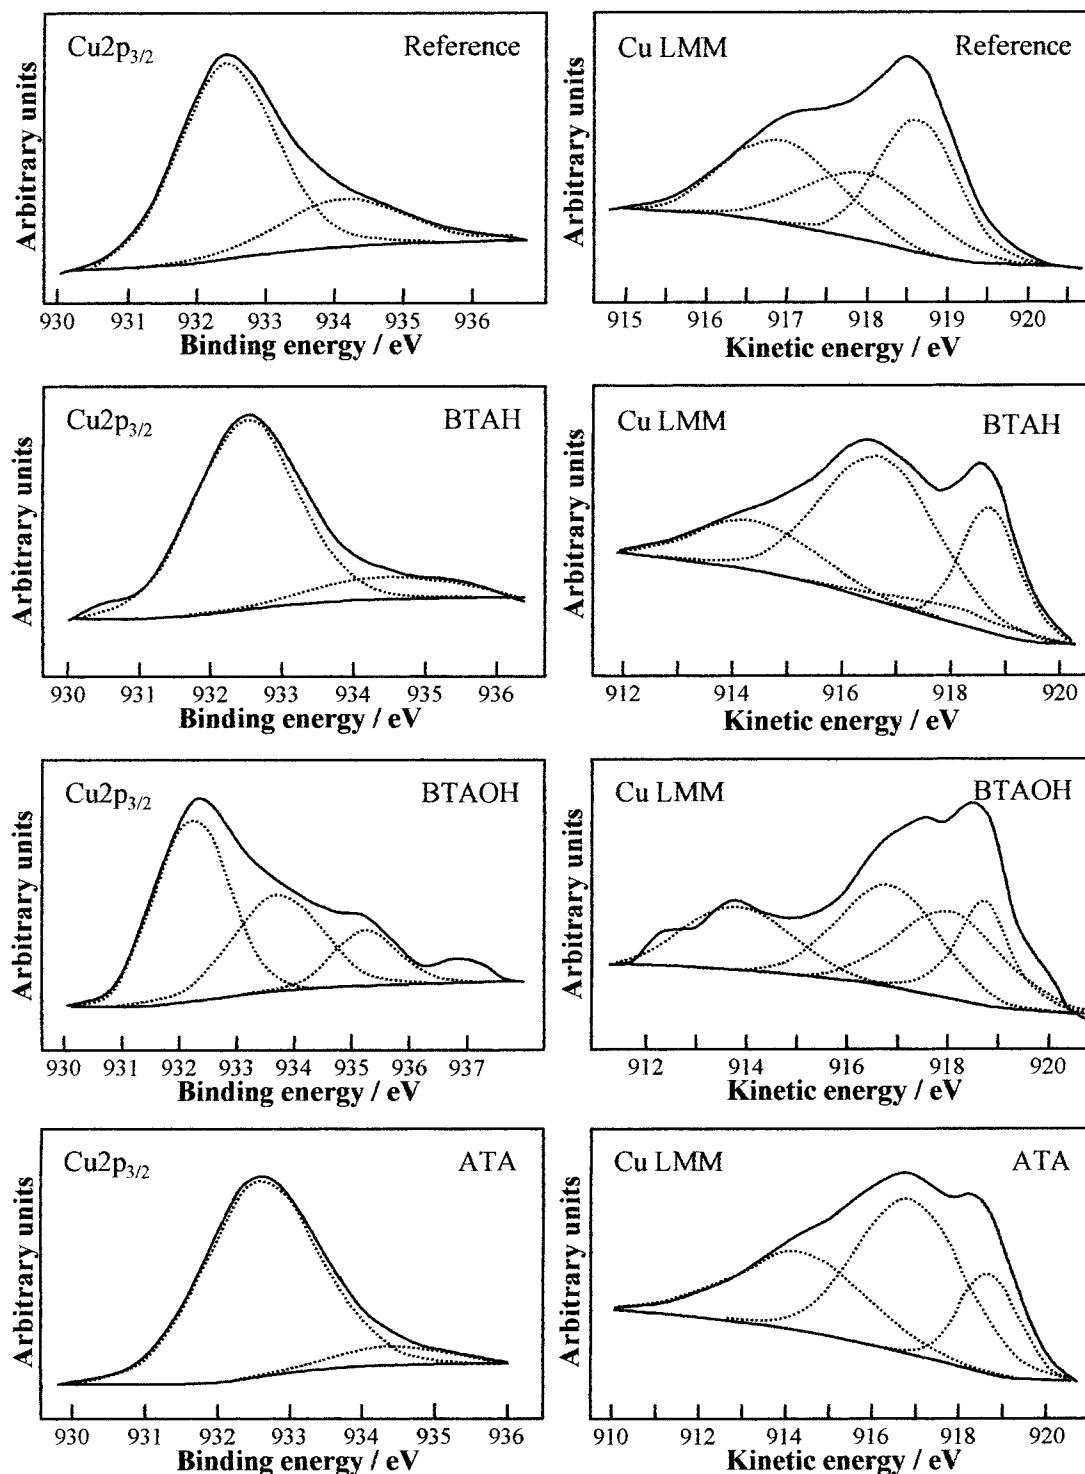 Cu2p3/2 Reference
Arbitrary units
930 931 932 933 934 935 936
Binding energy / eV
Cu LMM Reference
Arbitrary units
915 916 917 918 919 920
Kinetic energy / eV
Cu2p3/2 BTAH
Arbitrary units
930 931 932 933 934 935 936
Binding energy / eV
Cu LMM BTAH
Arbitrary units
912 914 916 918 920
Kinetic energy / eV
Cu2p3/2 BTAOH
Arbitrary units
930 931 932 933 934 935 936 937
Binding energy / eV
Cu LMM BTAOH
Arbitrary units
912 914 916 918 920
Kinetic energy / eV
Cu2p3/2 ATA
Arbitrary units
930 931 932 933 934 935 936
Binding energy / eV
Cu LMM ATA
Arbitrary units
910 911 912 914 916 918 920
Kinetic energy / eV